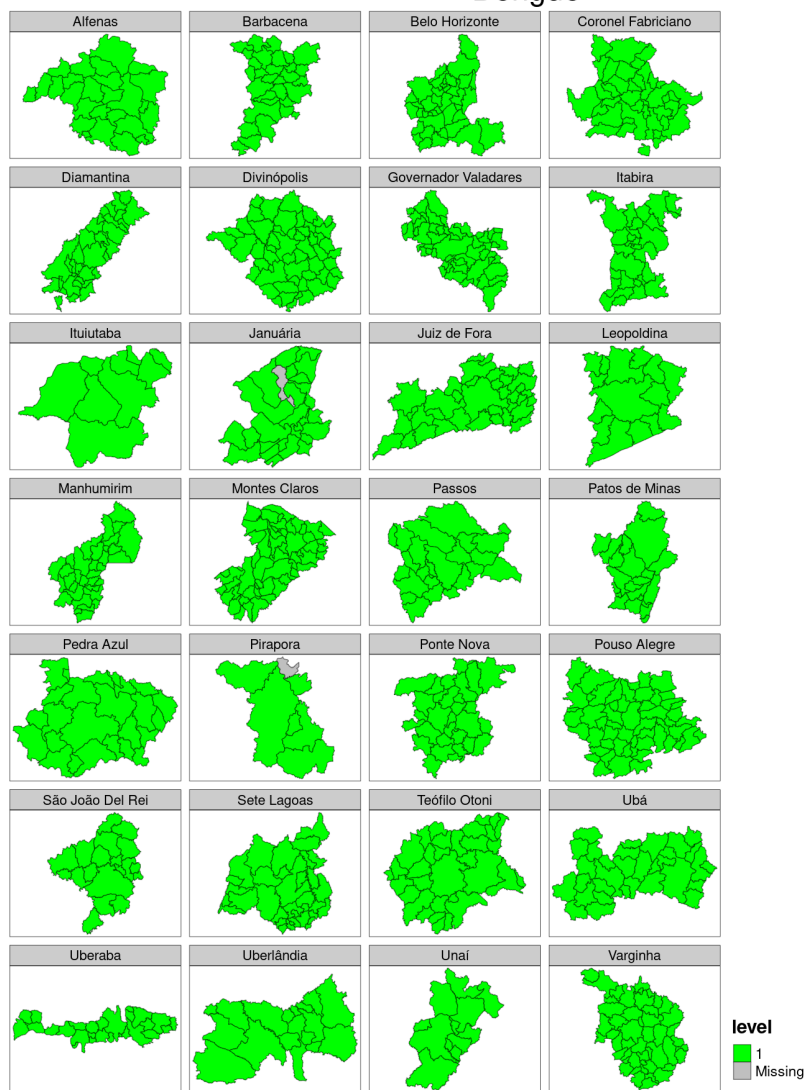 Alfenas Barbacena Belo Horizonte Coronel Fabriciano
Diamantina Divinópolis Governador Valadares Itabira
Ituiutaba Januária Juiz de Fora Leopoldina
Manhumirim Montes Claros Passos Patos de Minas
Pedra Azul Pirapora Ponte Nova Pouso Alegre
São João Del Rei Sete Lagoas Teófilo Otoni Ubá
Uberaba Uberlândia Unaí Varginha
level
1
Missing